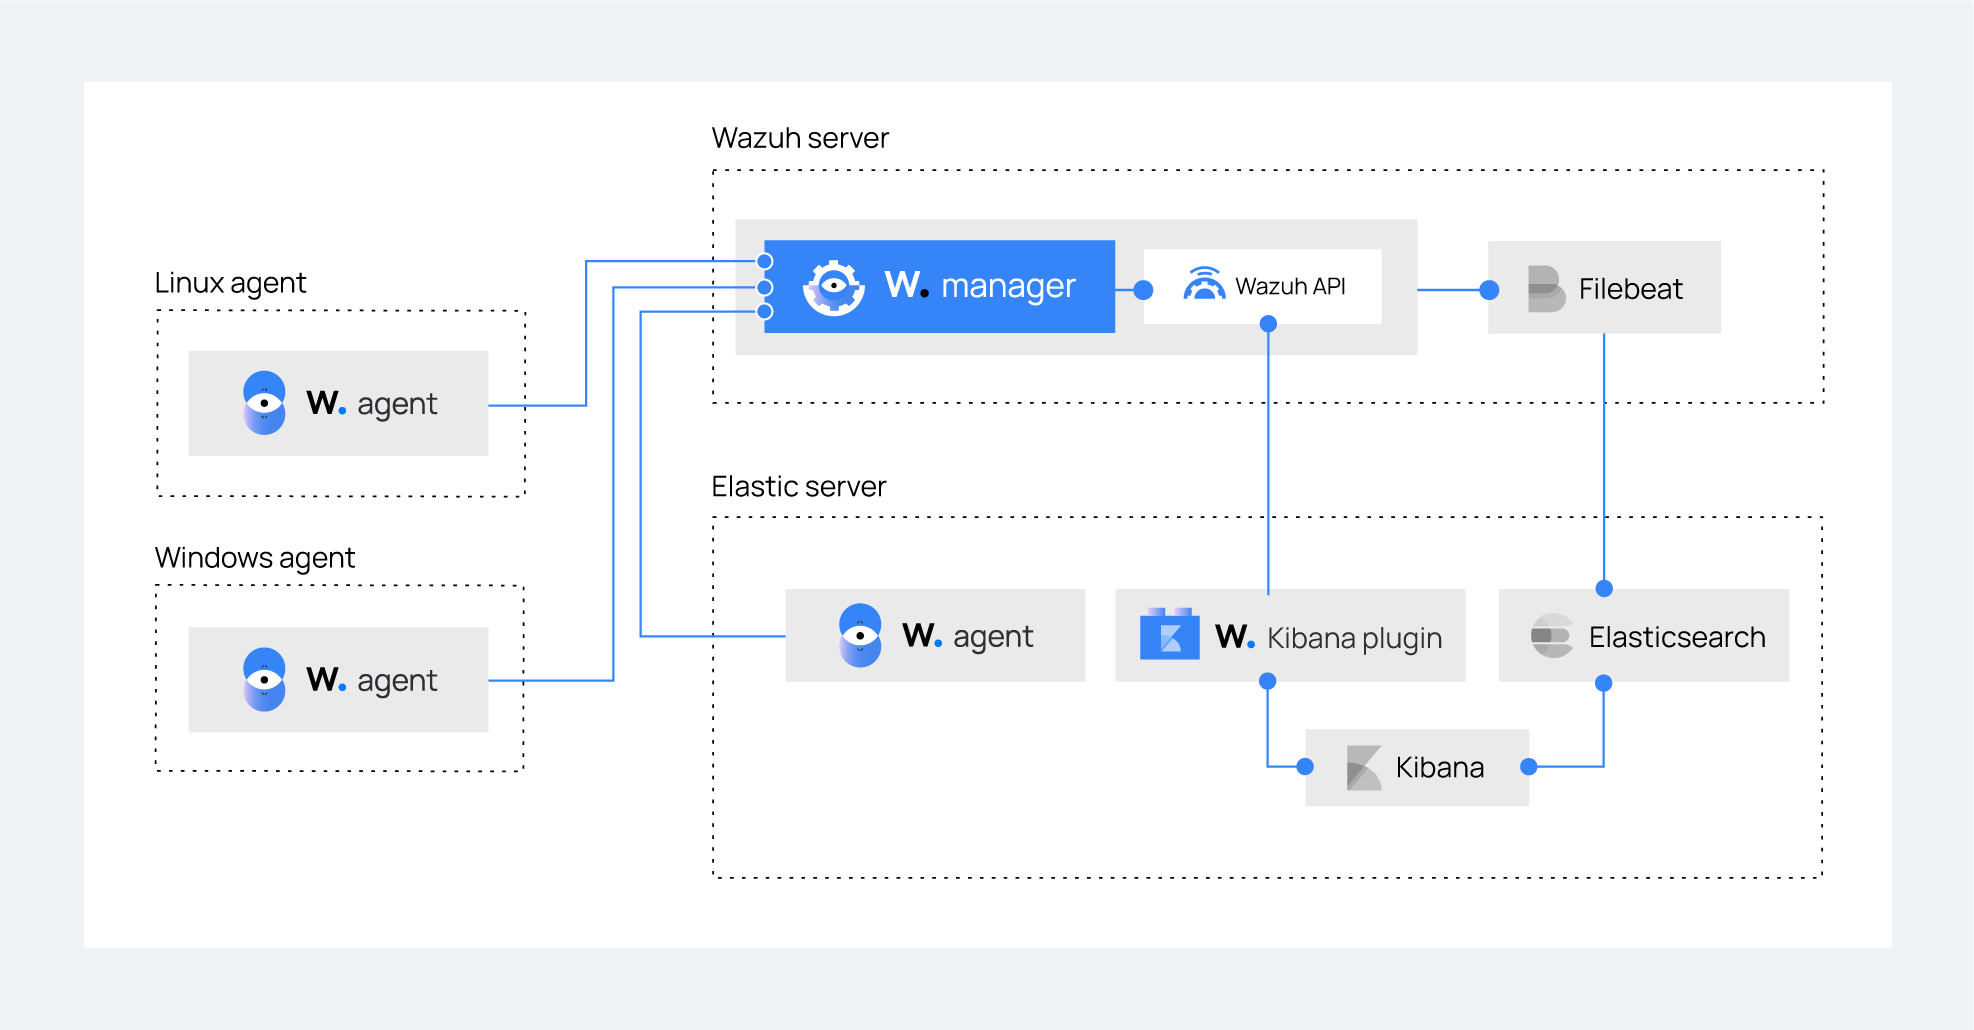 Wazuh server
W. manager
Wazuh API
Filebeat
Linux agent
W. agent
Elastic server
Windows agent
W. agent
W. agent
W. Kibana plugin
Elasticsearch
Kibana